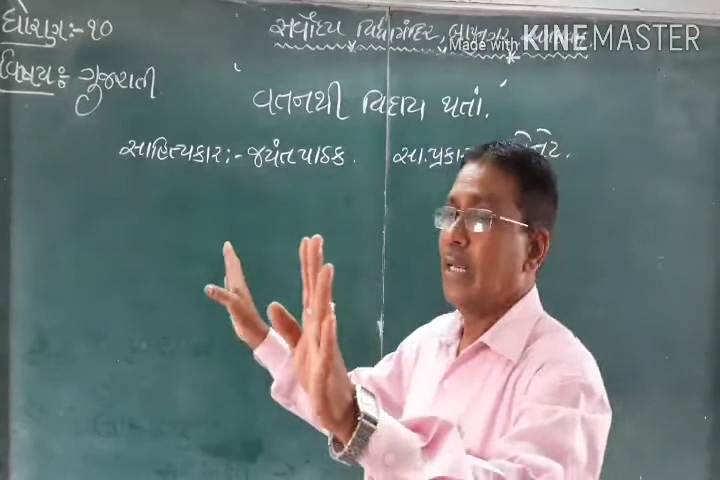 ધોરણ:-૧૦
સર્વોદય વિદ્યામંદિર,
Made with KINEMASTER
વિષય: ગુજરાતી
'વતનથી વિદાય થતાં.'
સાહિત્યકાર:- જયંત પાઠક. સા.પ્રકાર